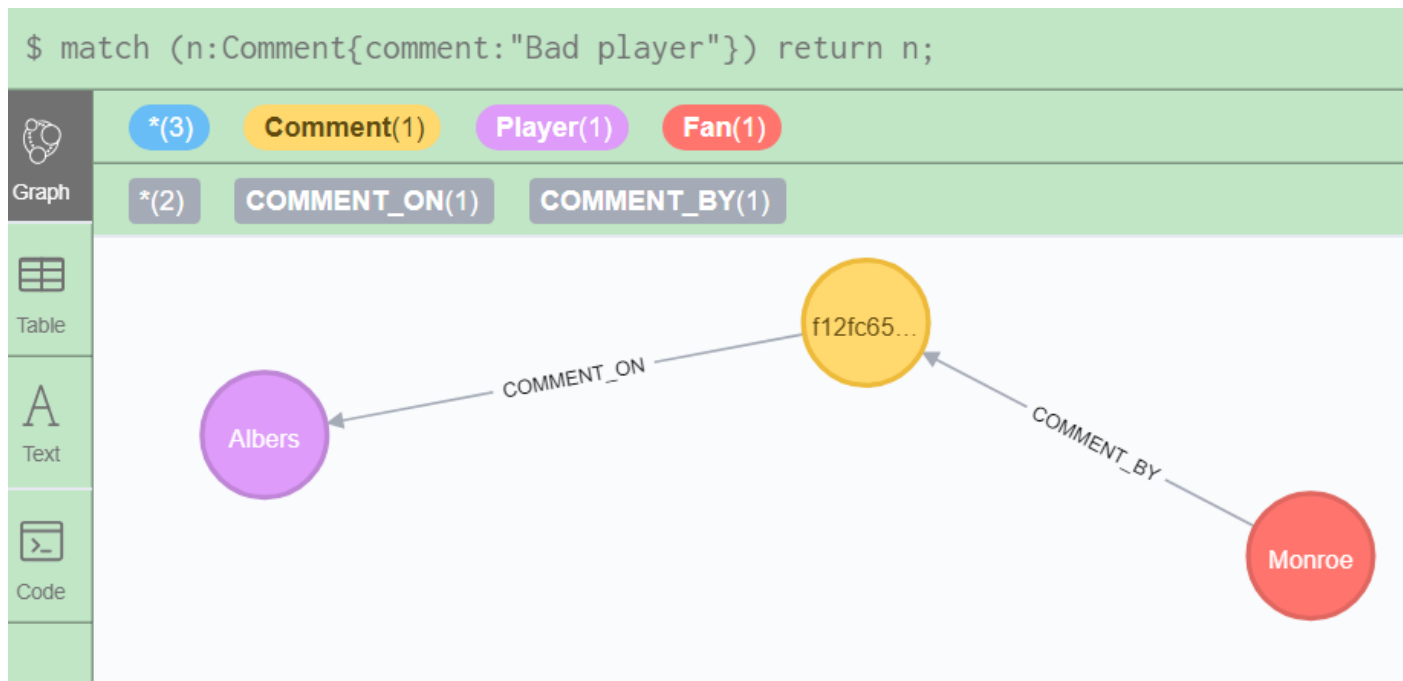 $ match (n:Comment{comment:"Bad player"}) return n;
*(3) Comment(1) Player(1) Fan(1)
Graph
*(2) COMMENT_ON(1) COMMENT_BY(1)
Table
Text
Code
f12fc65...
COMMENT_ON
Albers
COMMENT_BY
Monroe